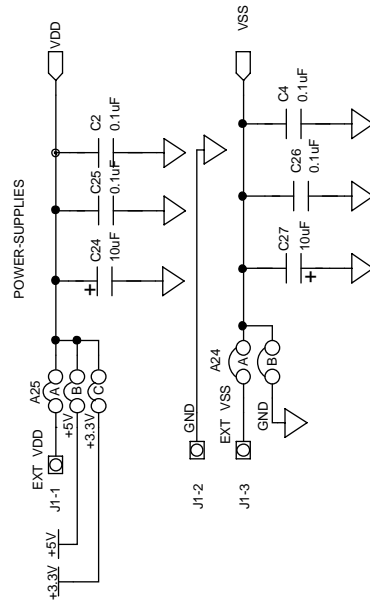 POWER-SUPPLIES
VDD
C2
0.1uF
C25
0.1uF
C24
10uF
+
A25
A
B
C
EXT VDD
+5V
+3.3V
J1-1
+5V
+3.3V
GND
J1-2
VSS
C4
0.1uF
C26
0.1uF
C27
10uF
+
A24
A
B
EXT VSS
GND
J1-3